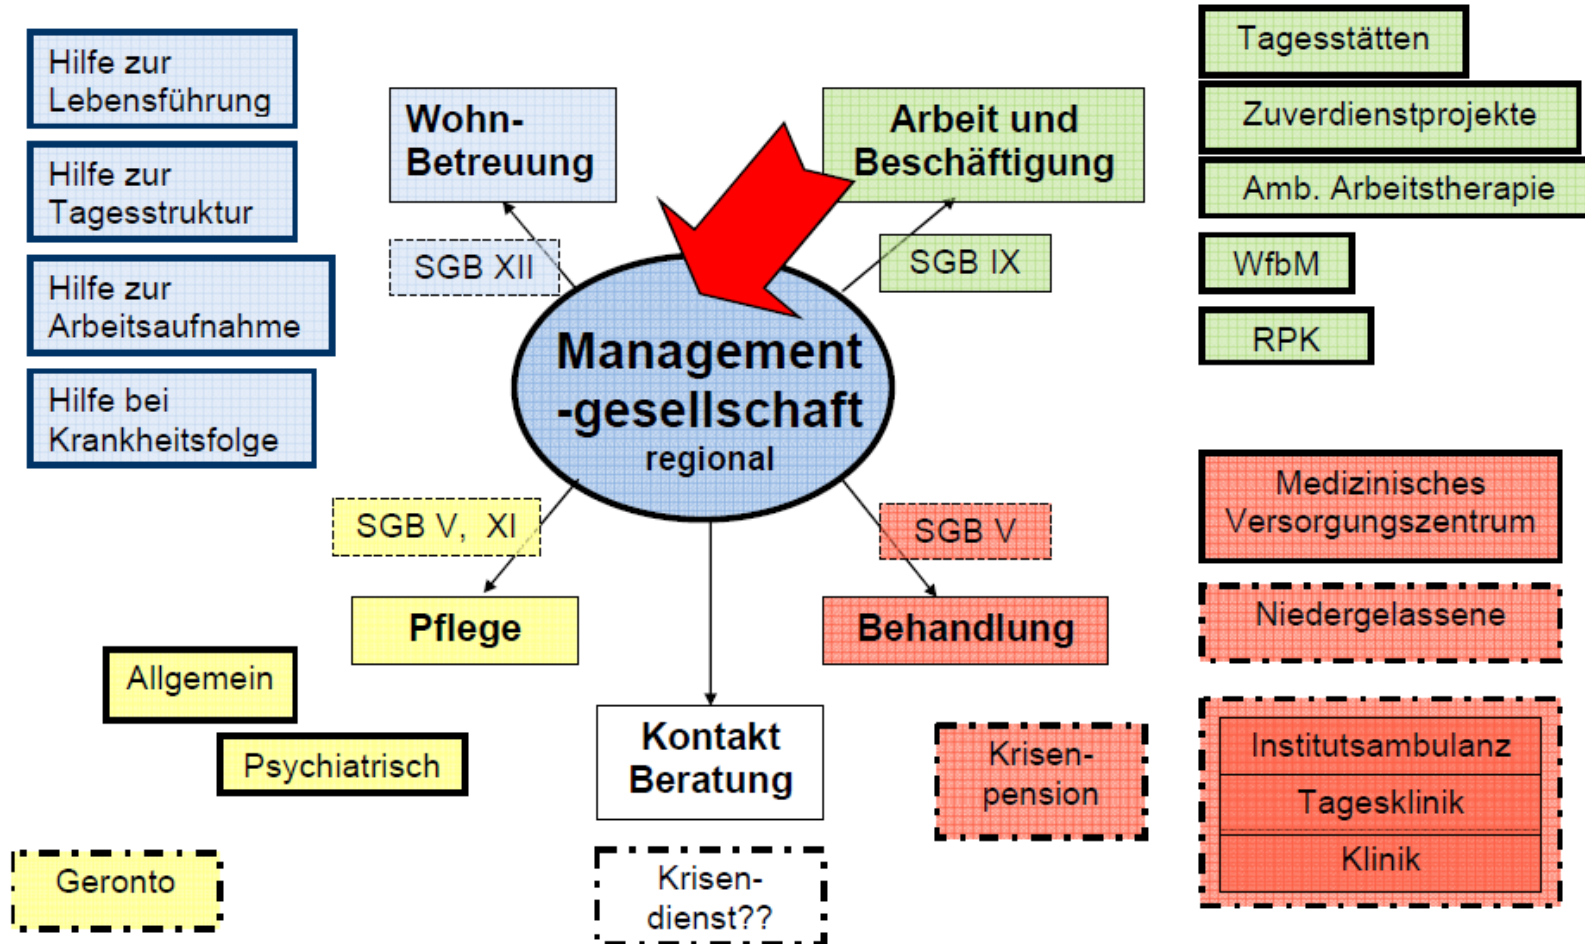 Hilfe zur
Lebensführung
Hilfe zur
Tagesstruktur
Hilfe zur
Arbeitsaufnahme
Hilfe bei
Krankheitsfolge
Wohn-
Betreuung
SGB XII
Arbeit und
Beschäftigung
SGB IX
Tagesstätten
Zuverdienstprojekte
Amb. Arbeitstherapie
WfbM
RPK
Management
-gesellschaft
regional
SGB V, XI
Pflege
Allgemein
Psychiatrisch
Geronto
Kontakt
Beratung
Krisen-
dienst??
SGB V
Behandlung
Krisen-
pension
Medizinisches
Versorgungszentrum
Niedergelassene
Institutsambulanz
Tagesklinik
Klinik